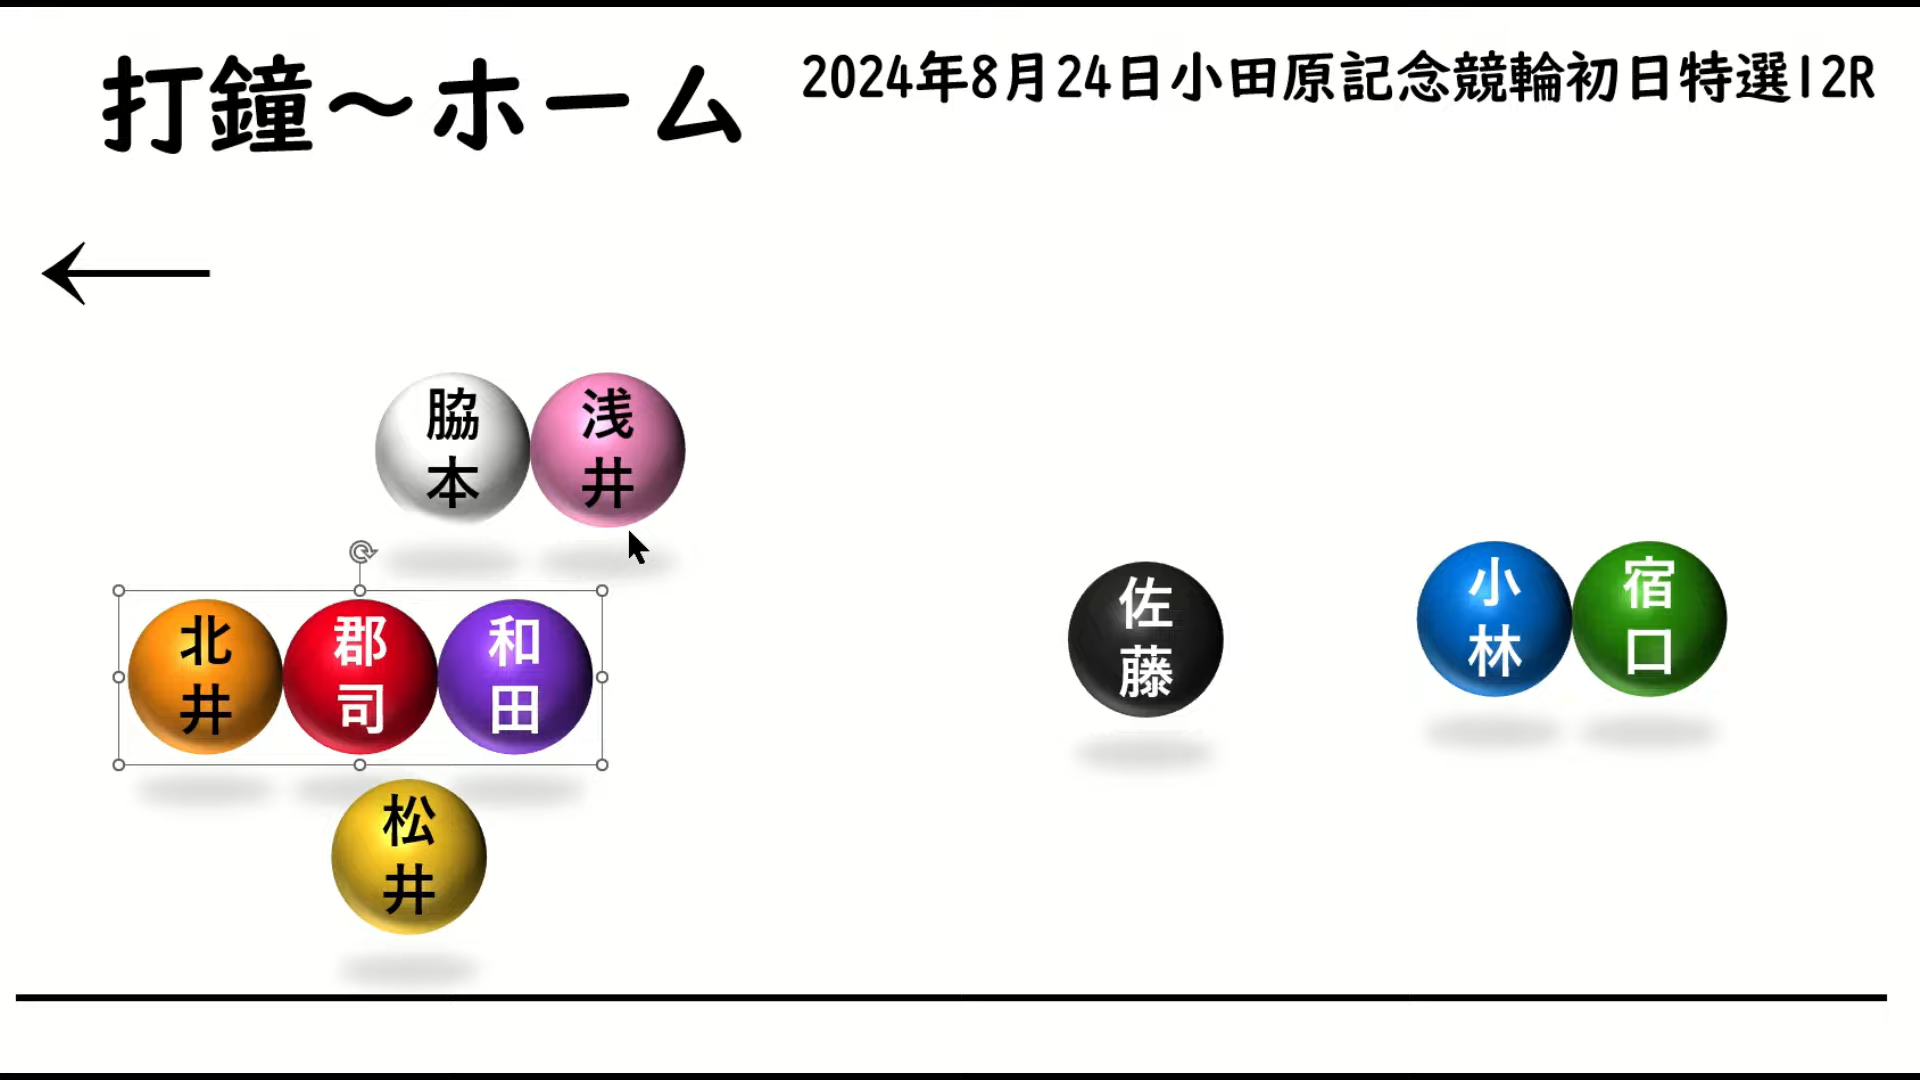 打鐘～ホーム
2024年8月24日小田原記念競輪初日特選12R
脇本
浅井
北井
郡司
和田
松井
佐藤
小林
宿口